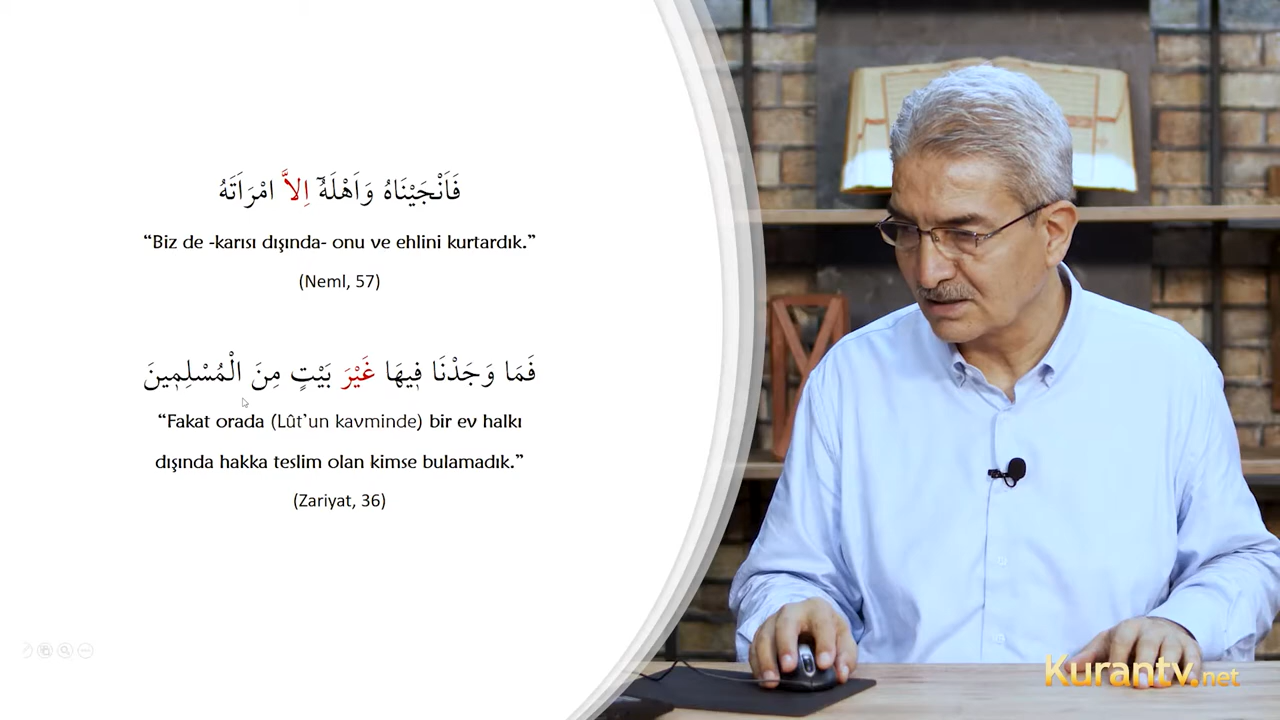 فَاَنْجَيْنَاهُ وَاَهْلَهُٓ اِلاَّ امْرَاَتَهُ
“Biz de -karısı dışında- onu ve ehlini kurtardık.”
(Neml, 57)
فَمَا وَجَدْنَا ف۪يهَا غَيْرَ بَيْتٍ مِنَ الْمُسْلِم۪ينَ
“Fakat orada (Lût’un kavminde) bir ev halkı
dışında hakka teslim olan kimse bulamadık.”
(Zariyat, 36)
Kurantv.net